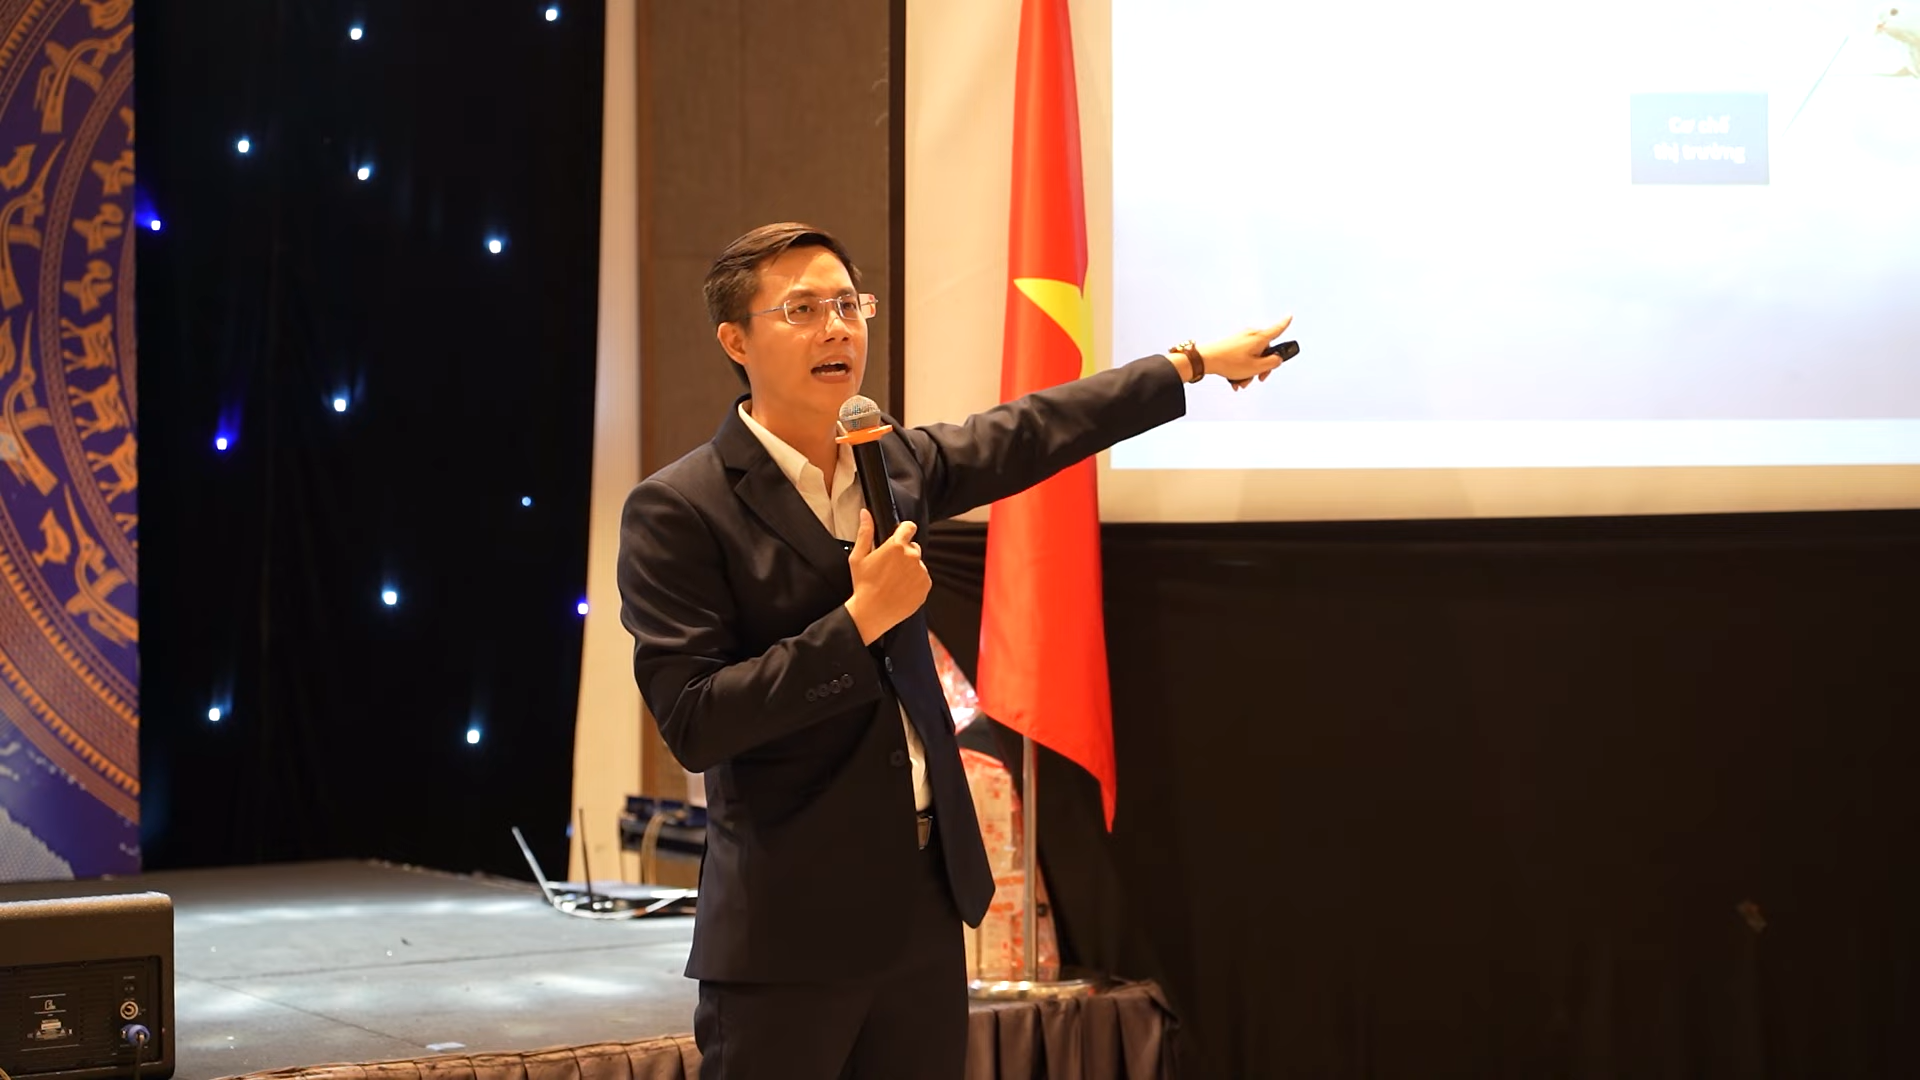 Cơ chế
thị trường